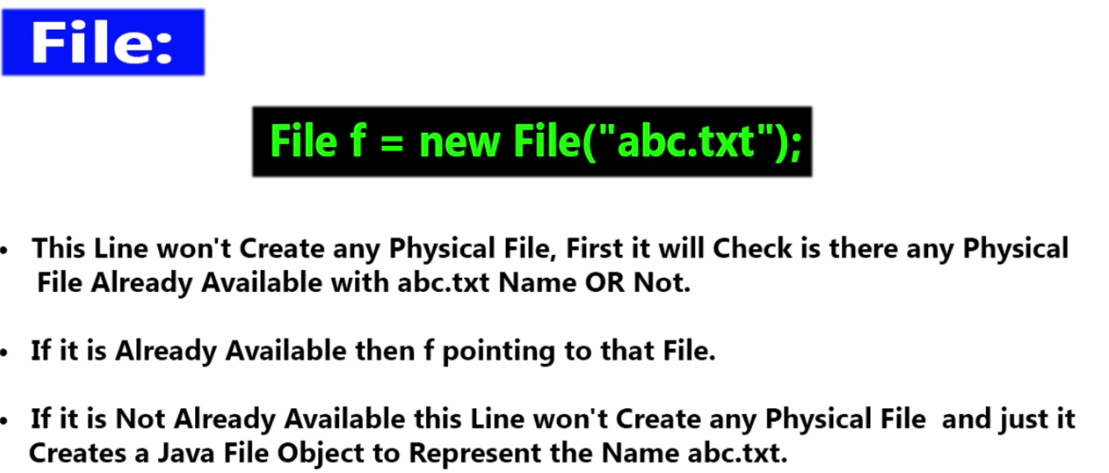 File:
File f = new File("abc.txt");
• This Line won't Create any Physical File, First it will Check is there any Physical
File Already Available with abc.txt Name OR Not.
• If it is Already Available then f pointing to that File.
• If it is Not Already Available this Line won't Create any Physical File and just it
Creates a Java File Object to Represent the Name abc.txt.